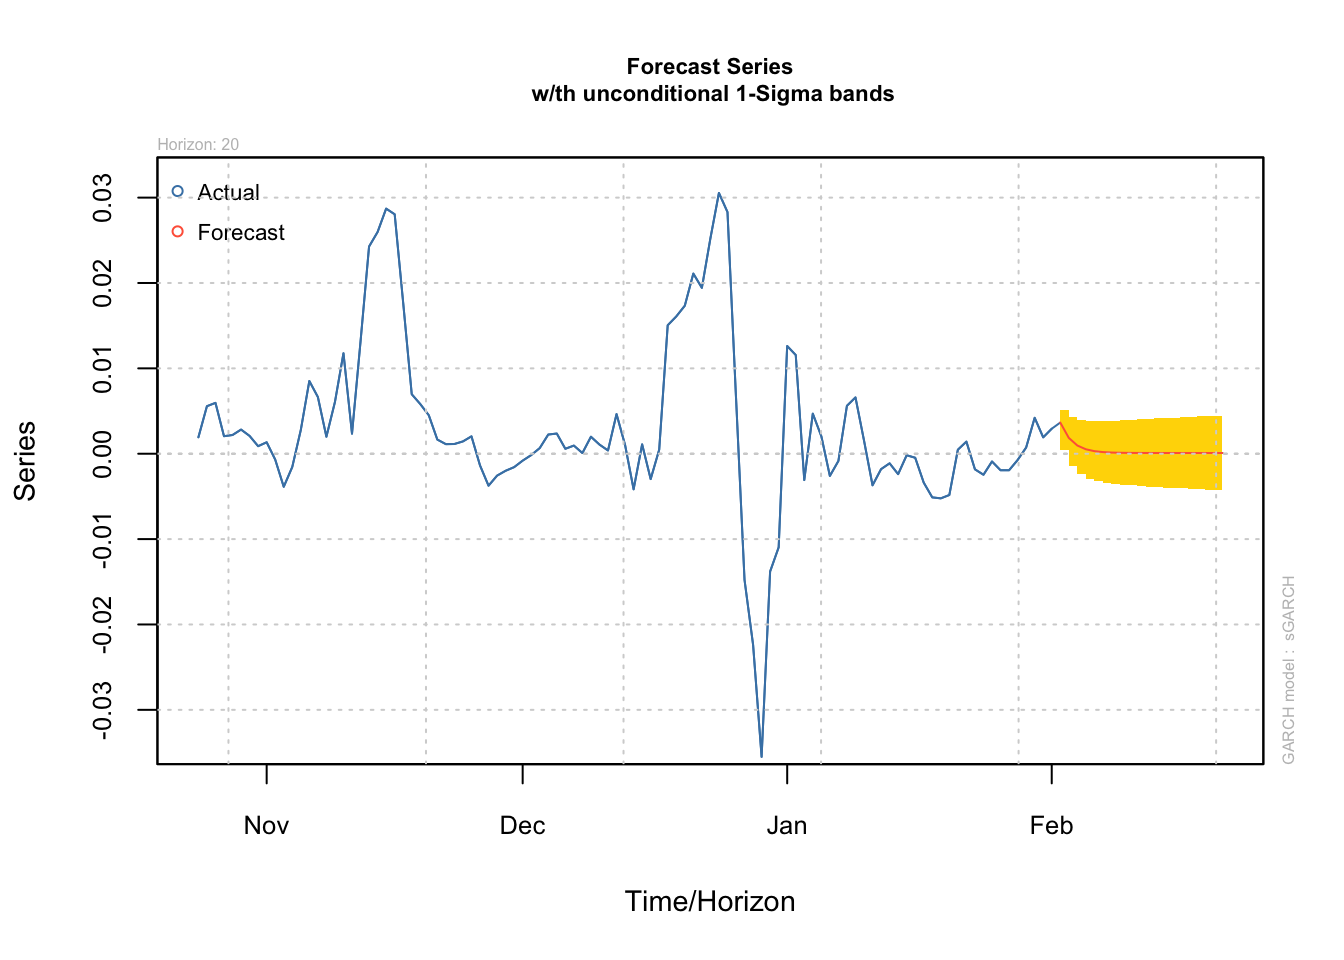 Forecast Series
w/th unconditional 1-Sigma bands
Horizon: 20
Actual
Forecast
0.03
0.02
0.01
0.00
-0.01
-0.02
-0.03
Series
Nov
Dec
Jan
Feb
Time/Horizon
GARCH model : sGARCH